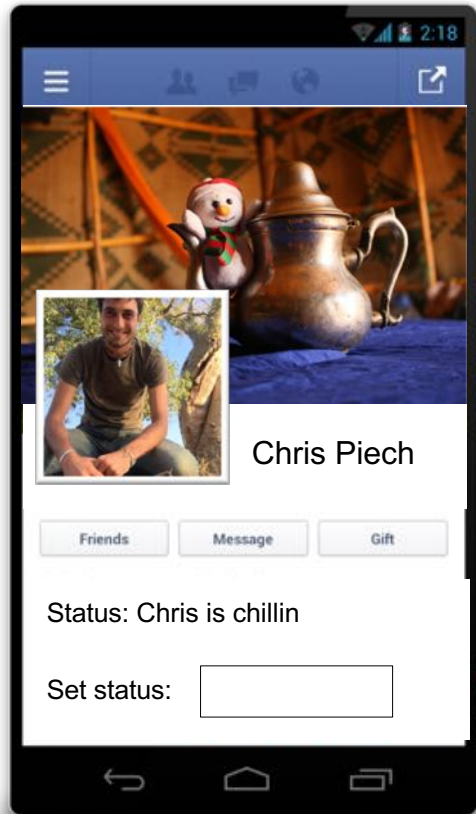 2:18
Chris Piech
Friends Message Gift
Status: Chris is chillin
Set status: